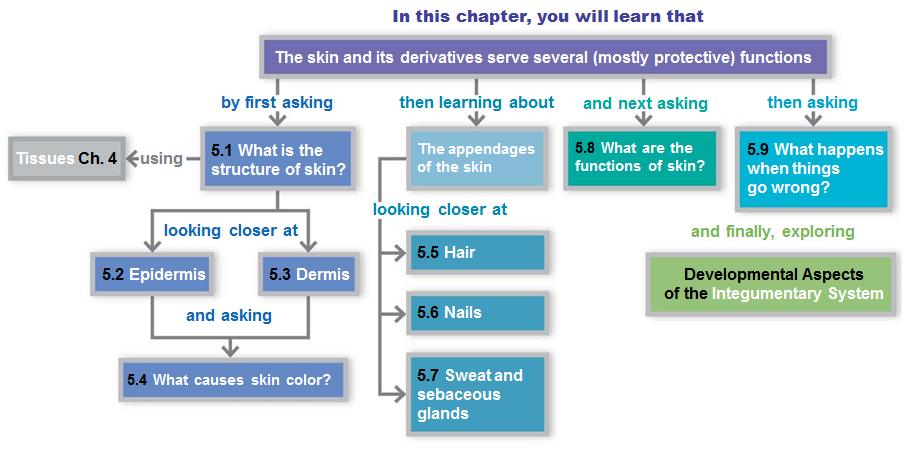 In this chapter, you will learn that
The skin and its derivatives serve several (mostly protective) functions
by first asking
then learning about
and next asking
then asking
Tissues Ch. 4
using
5.1 What is the
structure of skin?
The appendages
of the skin
5.8 What are the
functions of skin?
5.9 What happens
when things
go wrong?
looking closer at
5.2 Epidermis
5.3 Dermis
and asking
5.4 What causes skin color?
looking closer at
5.5 Hair
5.6 Nails
5.7 Sweat and
sebaceous
glands
and finally, exploring
Developmental Aspects
of the Integumentary System